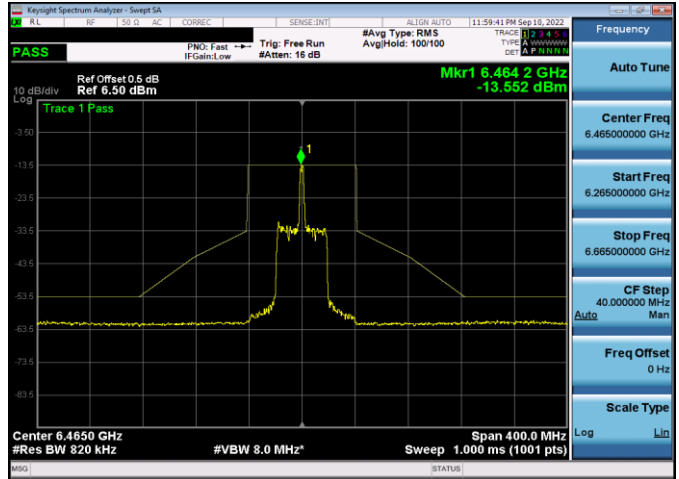 Keysight Spectrum Analyzer - Swept SA
RL RF 50 Ω AC CORREC SENSE:INT ALIGN AUTO 11:59:41 PM Sep 10, 2022
PASS
PNO: Fast
IFGain:Low
Trig: Free Run
#Atten: 16 dB
#Avg Type: RMS
Avg|Hold: 100/100
TRACE 1 2 3 4 5 6
TYPE A WWWWW
DET A P N N N N
Frequency
Ref Offset 0.5 dB
10 dB/div Ref 6.50 dBm
Log
Mkr1 6.464 2 GHz
-13.552 dBm
Trace 1 Pass
1
-3.50
-13.5
-23.5
-33.5
-43.5
-53.5
-63.5
-73.5
-83.5
Center 6.4650 GHz Span 400.0 MHz
#Res BW 820 kHz #VBW 8.0 MHz* Sweep 1.000 ms (1001 pts)
Auto Tune
Center Freq
6.465000000 GHz
Start Freq
6.265000000 GHz
Stop Freq
6.665000000 GHz
CF Step
40.000000 MHz
Auto Man
Freq Offset
0 Hz
Scale Type
Log Lin
MSG STATUS